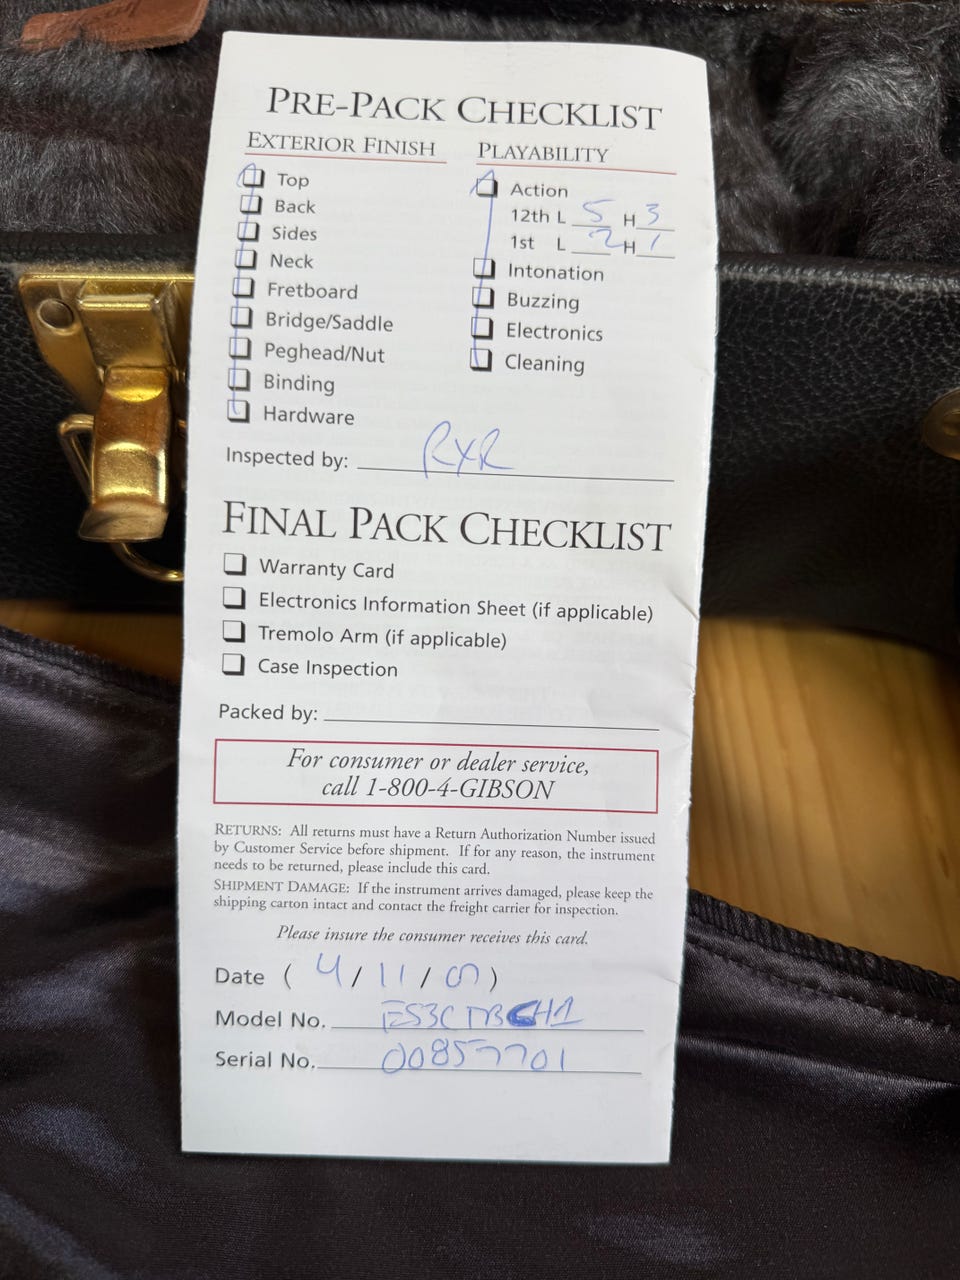 PRE-PACK CHECKLIST
EXTERIOR FINISH
Top
Back
Sides
Neck
Fretboard
Bridge/Saddle
Peghead/Nut
Binding
Hardware
PLAYABILITY
Action
12th L 5 H 3
1st L 2 H 1
Intonation
Buzzing
Electronics
Cleaning
Inspected by: RXR
FINAL PACK CHECKLIST
Warranty Card
Electronics Information Sheet (if applicable)
Tremolo Arm (if applicable)
Case Inspection
Packed by:
For consumer or dealer service,
call 1-800-4-GIBSON
RETURNS: All returns must have a Return Authorization Number issued
by Customer Service before shipment. If for any reason, the instrument
needs to be returned, please include this card.
SHIPMENT DAMAGE: If the instrument arrives damaged, please keep the
shipping carton intact and contact the freight carrier for inspection.
Please insure the consumer receives this card.
Date ( 4/11/07)
Model No.
Serial No. 00857701